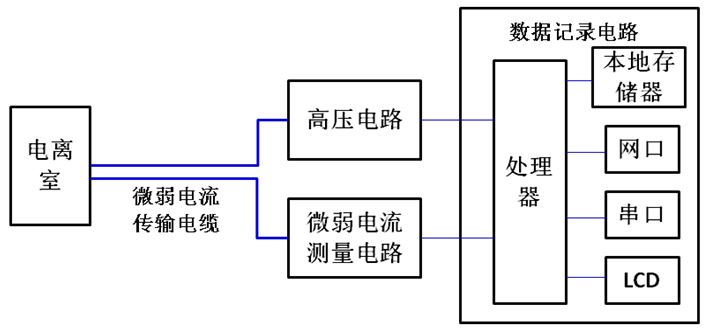 数据记录电路
本地存
储器
高压电路
电离
室
网口
处理
器
微弱电流
传输电缆
串口
微弱电流
测量电路
LCD